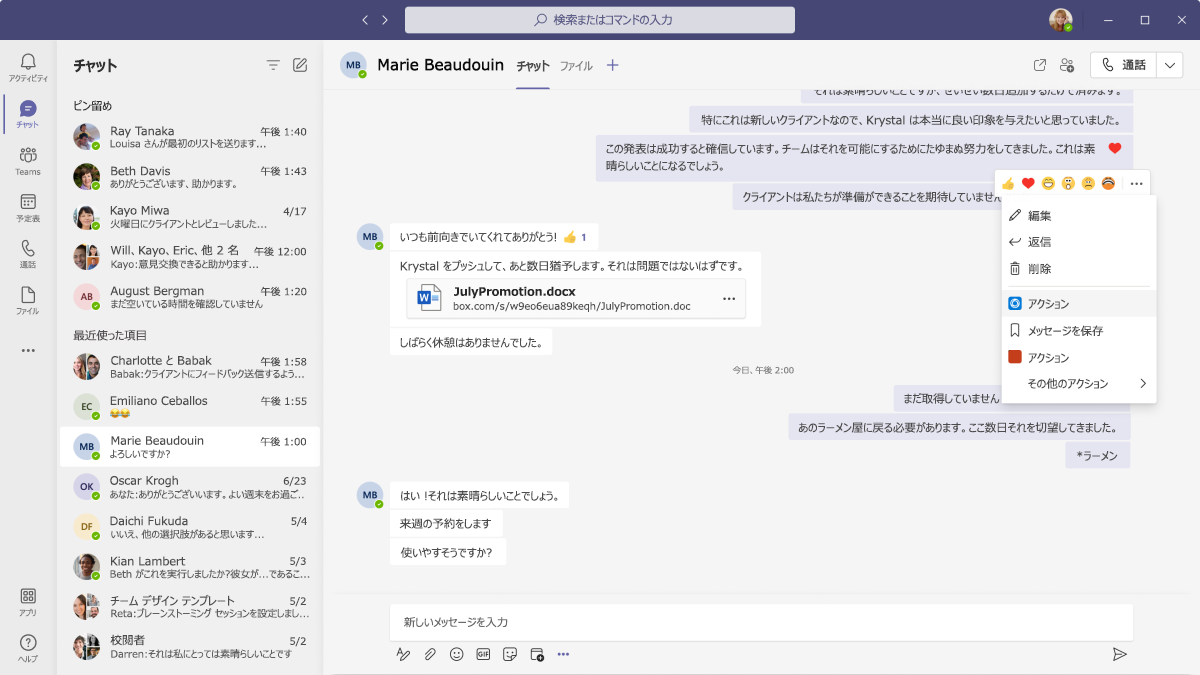 検索またはコマンドの入力
アクティビティ
チャット
Teams
予定表
通話
ファイル
アプリ
ヘルプ
チャット
ピン留め
Ray Tanaka 午後 1:40
Louisa さんが最初のリストを送ります...
Beth Davis 午後 1:43
ありがとうございます、助かります。
Kayo Miwa 4/17
火曜日にクライアントとレビューしました...
Will、Kayo、Eric、他 2 名 午後 12:00
Kayo:意見交換できると助かります...
AB
August Bergman 午後 1:20
まだ空いている時間を確認していません
最近使った項目
Charlotte と Babak 午後 1:58
Babak:クライアントにフィードバック送信するよう...
EC
Emiliano Ceballos 午後 1:55
MB
Marie Beaudouin 午後 1:00
よろしいですか?
OK
Oscar Krogh 6/23
あなた:ありがとうございいます。よい週末をお過ご..
DF
Daichi Fukuda 5/4
いいえ、他の選択肢があると思います...
Kian Lambert 5/3
Beth がこれを実行しましたか?彼女が...であるこ...
チーム デザイン テンプレート 5/2
Reta:ブレーンストーミング セッションを設定しまし...
校閲者 5/2
Darren:それは私にとっては素晴らしいことです
MB
Marie Beaudouin チャット ファイル
通話
それは素晴らしいことですが、せいぜい数日追加するだけで済みます。
特にこれは新しいクライアントなので、Krystal は本当に良い印象を与えたいと思っていました。
この発表は成功すると確信しています。チームはそれを可能にするためにたゆまぬ努力をしてきました。これは素
晴らしいことになるでしょう。
クライアントは私たちが準備ができることを期待していません
MB
いつも前向きでいてくれてありがとう! 1
Krystal をプッシュして、あと数日猶予します。それは問題ではないはずです。
JulyPromotion.docx
box.com/s/w9eo6eua89keqh/JulyPromotion.doc
しばらく休憩はありませんでした。
今日、午後 2:00
まだ取得していません
あのラーメン屋に戻る必要があります。ここ数日それを切望してきました。
*ラーメン
MB
はい !それは素晴らしいことでしょう。
来週の予約をします
使いやすそうですか?
編集
返信
削除
アクション
メッセージを保存
アクション
その他のアクション
新しいメッセージを入力
GIF